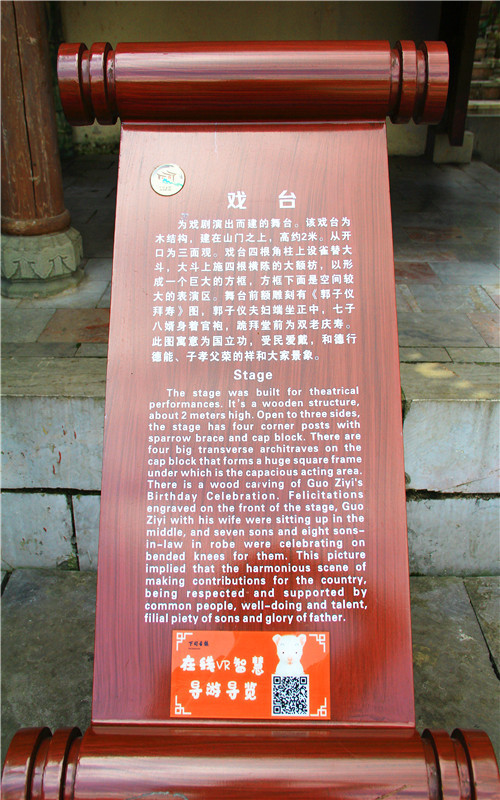 戏 台
为戏剧演出而建的舞台。该戏台为
木结构,建在山门之上,高约2米。从开
口为三面观。戏台四根角柱上设雀替大
斗,大斗上施四根横陈的大额枋,以形
成一个巨大的方框,方框下面是空间较
大的表演区。舞台前额雕刻有《郭子仪
拜寿》图,郭子仪夫妇端坐正中,七子
八婿身着官袍,跪拜堂前为双老庆寿。
此图寓意为国立功,受民爱戴,和德行
德能、子孝父荣的祥和大家景象。
Stage
The stage was built for theatrical
performances. It's a wooden structure,
about 2 meters high. Open to three sides,
the stage has four corner posts with
sparrow brace and cap block. There are
four big transverse architraves on the
cap block that forms a huge square frame
under which is the capacious acting area.
There is a wood carving of Guo Ziyi's
Birthday Celebration. Felicitations
engraved on the front of the stage, Guo
Ziyi with his wife were sitting up in the
middle, and seven sons and eight sons-
in-law in robe were celebrating on
bended knees for them. This picture
implied that the harmonious scene of
making contributions for the country,
being respected and supported by
common people, well-doing and talent,
filial piety of sons and glory of father.
在线VR智慧
导游导览